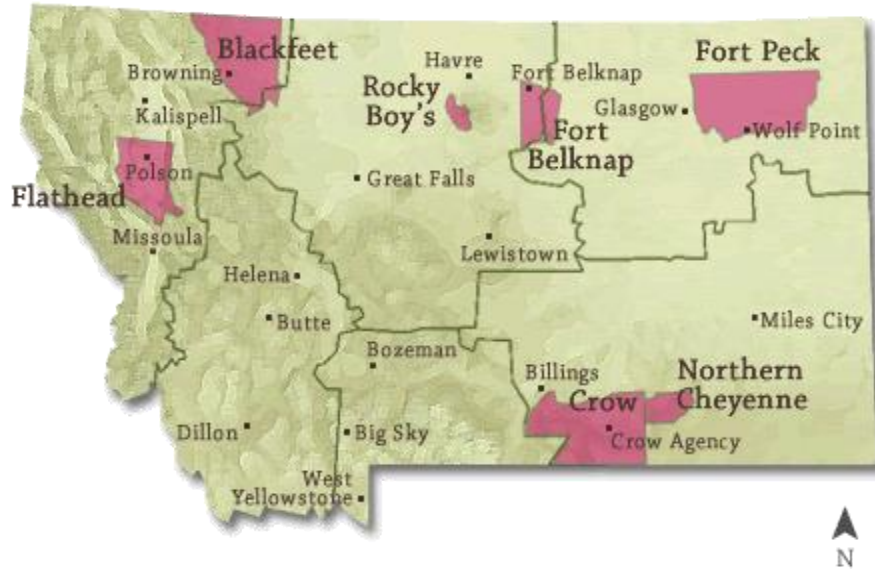 Blackfeet
Browning
Kalispell
Havre
Rocky
Boy's
Fort Belknap
Fort
Belknap
Fort Peck
Glasgow
Wolf Point
Polson
Flathead
Missoula
Great Falls
Lewistown
Helena
Butte
Miles City
Bozeman
Billings
Northern
Cheyenne
Crow
Crow Agency
Dillon
Big Sky
West
Yellowstone
N